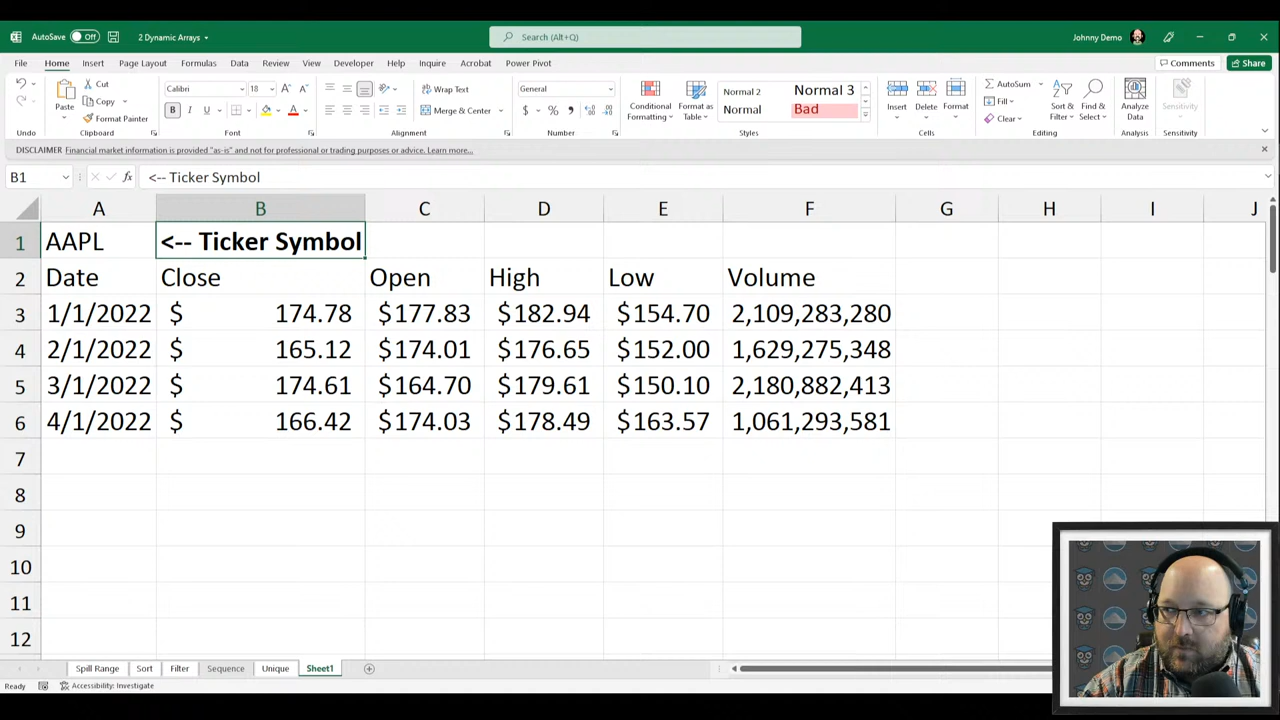 AutoSave Off 2 Dynamic Arrays Search (Alt+Q) Johnny Demo
File Home Insert Page Layout Formulas Data Review View Developer Help Inquire Acrobat Power Pivot Comments Share
Cut Calibri Wrap Text General Normal 2 Normal 3 AutoSum
Paste Copy Conditional Format as Insert Delete Format Fill Sort & Find & Analyze Sensitivity
Format Painter B I U Merge & Center $ % Formatting Table Normal Bad Clear Filter Select Data
Undo Clipboard Font Alignment Number Styles Cells Editing Analysis Sensitivity
DISCLAIMER Financial market information is provided "as-is" and not for professional or trading purposes or advice. Learn more...
B1 fx <-- Ticker Symbol
A B C D E F G H I J
1 AAPL <-- Ticker Symbol
2 Date Close Open High Low Volume
3 1/1/2022 $ 174.78 $177.83 $182.94 $154.70 2,109,283,280
4 2/1/2022 $ 165.12 $174.01 $176.65 $152.00 1,629,275,348
5 3/1/2022 $ 174.61 $164.70 $179.61 $150.10 2,180,882,413
6 4/1/2022 $ 166.42 $174.03 $178.49 $163.57 1,061,293,581
7
8
9
10
11
12
Spill Range Sort Filter Sequence Unique Sheet1
Ready Accessibility: Investigate